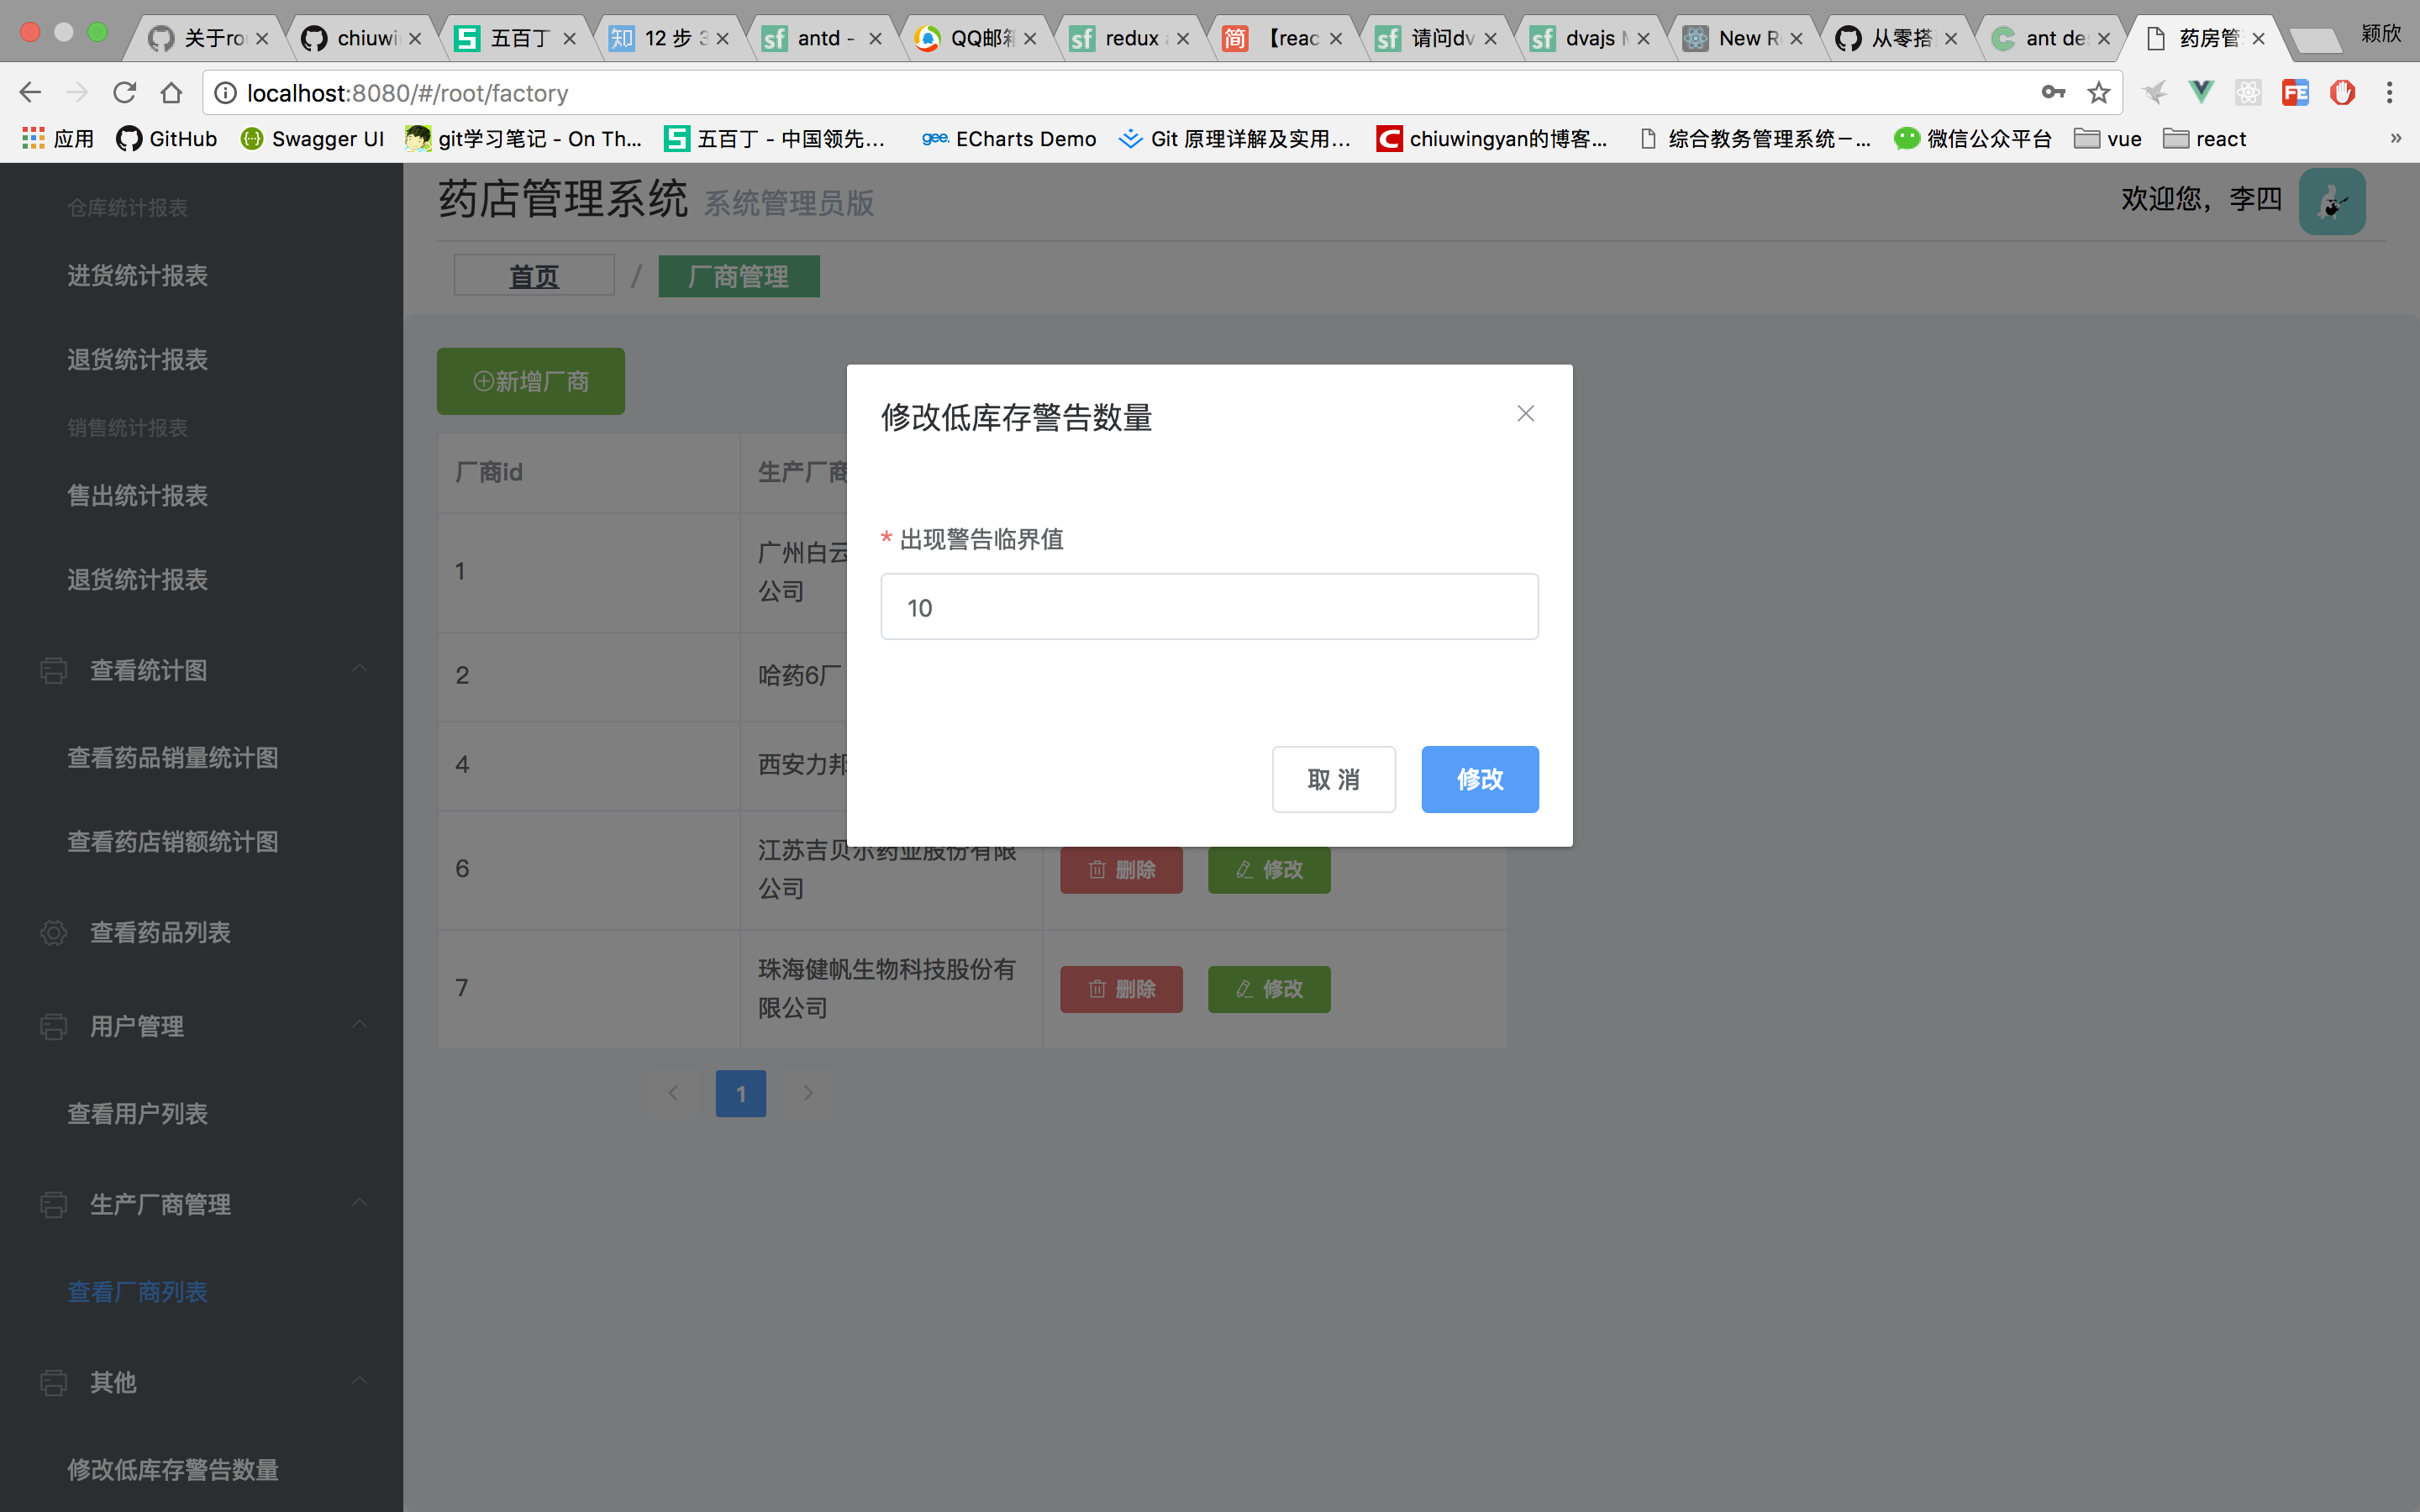 关于ro
chiuwi
五百丁
12 步 3
antd -
QQ邮箱
redux
【reac
请问dv
dvajs
New R
从零搭
ant de
药房管
颖欣
localhost:8080/#/root/factory
应用
GitHub
Swagger UI
git学习笔记 - On Th...
五百丁 - 中国领先...
ECharts Demo
Git 原理详解及实用...
chiuwingyan的博客...
综合教务管理系统－...
微信公众平台
vue
react
»
药店管理系统 系统管理员版
欢迎您，李四
首页 / 厂商管理
仓库统计报表
进货统计报表
退货统计报表
销售统计报表
售出统计报表
退货统计报表
查看统计图
查看药品销量统计图
查看药店销额统计图
查看药品列表
用户管理
查看用户列表
生产厂商管理
查看厂商列表
其他
修改低库存警告数量
新增厂商
厂商id 生产厂商
1 广州白云
公司
2 哈药6厂
4 西安力邦
6 江苏吉贝尔药业股份有限
公司 删除 修改
7 珠海健帆生物科技股份有
限公司 删除 修改
1
修改低库存警告数量
* 出现警告临界值
10
取 消 修改